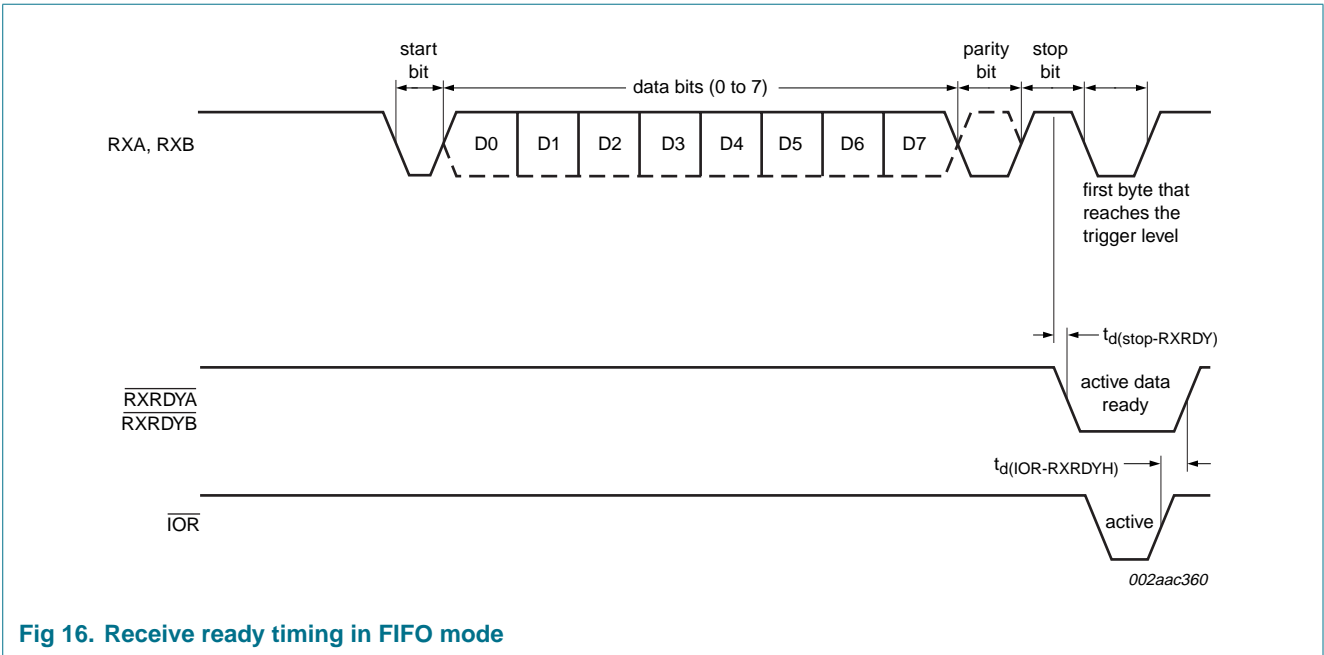 start
bit
data bits (0 to 7)
parity
bit
stop
bit
RXA, RXB
D0 D1 D2 D3 D4 D5 D6 D7
first byte that
reaches the
trigger level
td(stop-RXRDY)
RXRDYA
RXRDYB
active data
ready
td(IOR-RXRDYH)
IOR
active
002aac360
Fig 16. Receive ready timing in FIFO mode